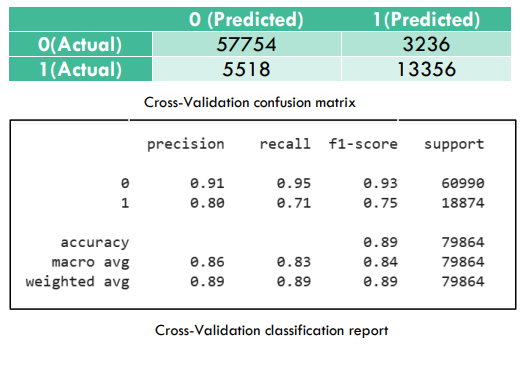 0 (Predicted) 1(Predicted)
0(Actual) 57754 3236
1(Actual) 5518 13356
Cross-Validation confusion matrix
precision recall f1-score support
0 0.91 0.95 0.93 60990
1 0.80 0.71 0.75 18874
accuracy 0.89 79864
macro avg 0.86 0.83 0.84 79864
weighted avg 0.89 0.89 0.89 79864
Cross-Validation classification report